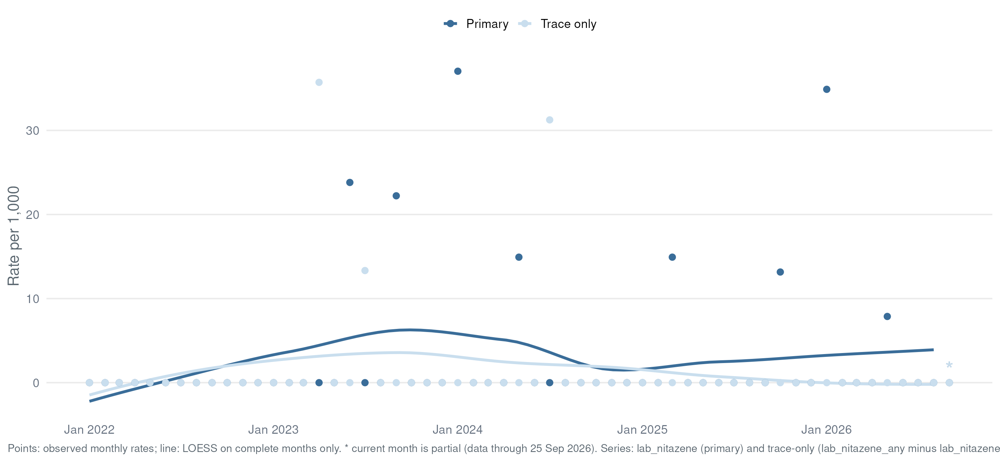 Primary Trace only
Rate per 1,000
30
20
10
0
Jan 2022 Jan 2023 Jan 2024 Jan 2025 Jan 2026
*
Points: observed monthly rates; line: LOESS on complete months only. * current month is partial (data through 25 Sep 2026). Series: lab_nitazene (primary) and trace-only (lab_nitazene_any minus lab_nitazene